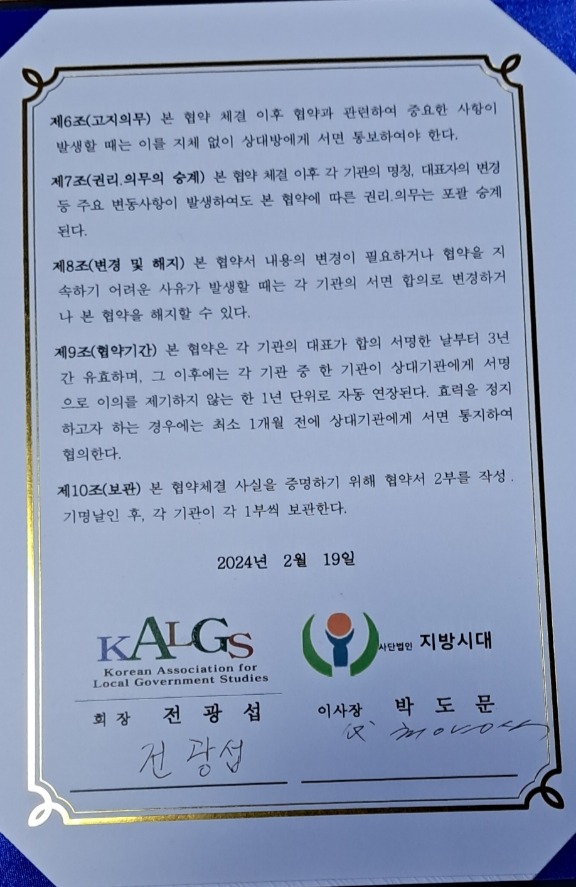 제6조(고지의무) 본 협약 체결 이후 협약과 관련하여 중요한 사항이
발생할 때는 이를 지체 없이 상대방에게 서면 통보하여야 한다.
제7조(권리.의무의 승계) 본 협약 체결 이후 각 기관의 명칭, 대표자의 변경
등 주요 변동사항이 발생하여도 본 협약에 따른 권리.의무는 포괄 승계
된다.
제8조(변경 및 해지) 본 협약서 내용의 변경이 필요하거나 협약을 지
속하기 어려운 사유가 발생할 때는 각 기관의 서면 합의로 변경하거
나 본 협약을 해지할 수 있다.
제9조(협약기간) 본 협약은 각 기관의 대표가 합의 서명한 날부터 3년
간 유효하며, 그 이후에는 각 기관 중 한 기관이 상대기관에게 서명
으로 이의를 제기하지 않는 한 1년 단위로 자동 연장된다. 효력을 정지
하고자 하는 경우에는 최소 1개월 전에 상대기관에게 서면 통지하여
협의한다.
제10조(보관) 본 협약체결 사실을 증명하기 위해 협약서 2부를 작성.
기명날인 후, 각 기관이 각 1부씩 보관한다.
2024년 2월 19일
KALGS
Korean Association for
Local Government Studies
회장 전광섭
전광섭
사단법인 지방시대
이사장 박도문